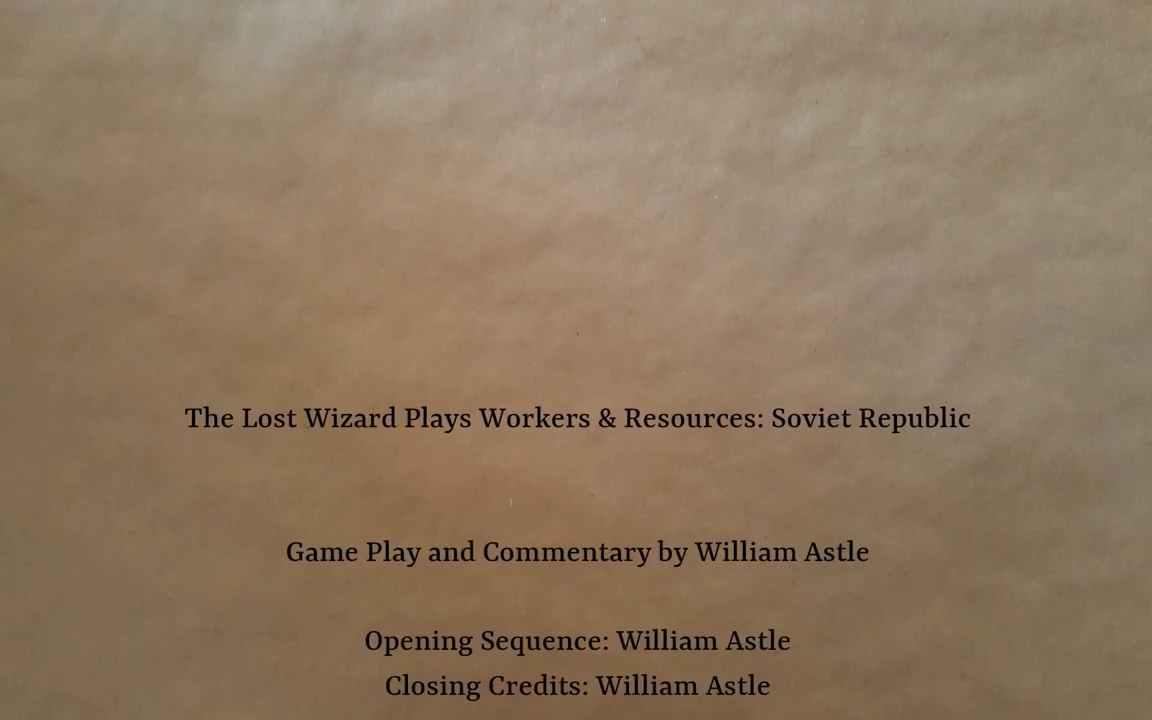 The Lost Wizard Plays Workers & Resources: Soviet Republic
Game Play and Commentary by William Astle
Opening Sequence: William Astle
Closing Credits: William Astle